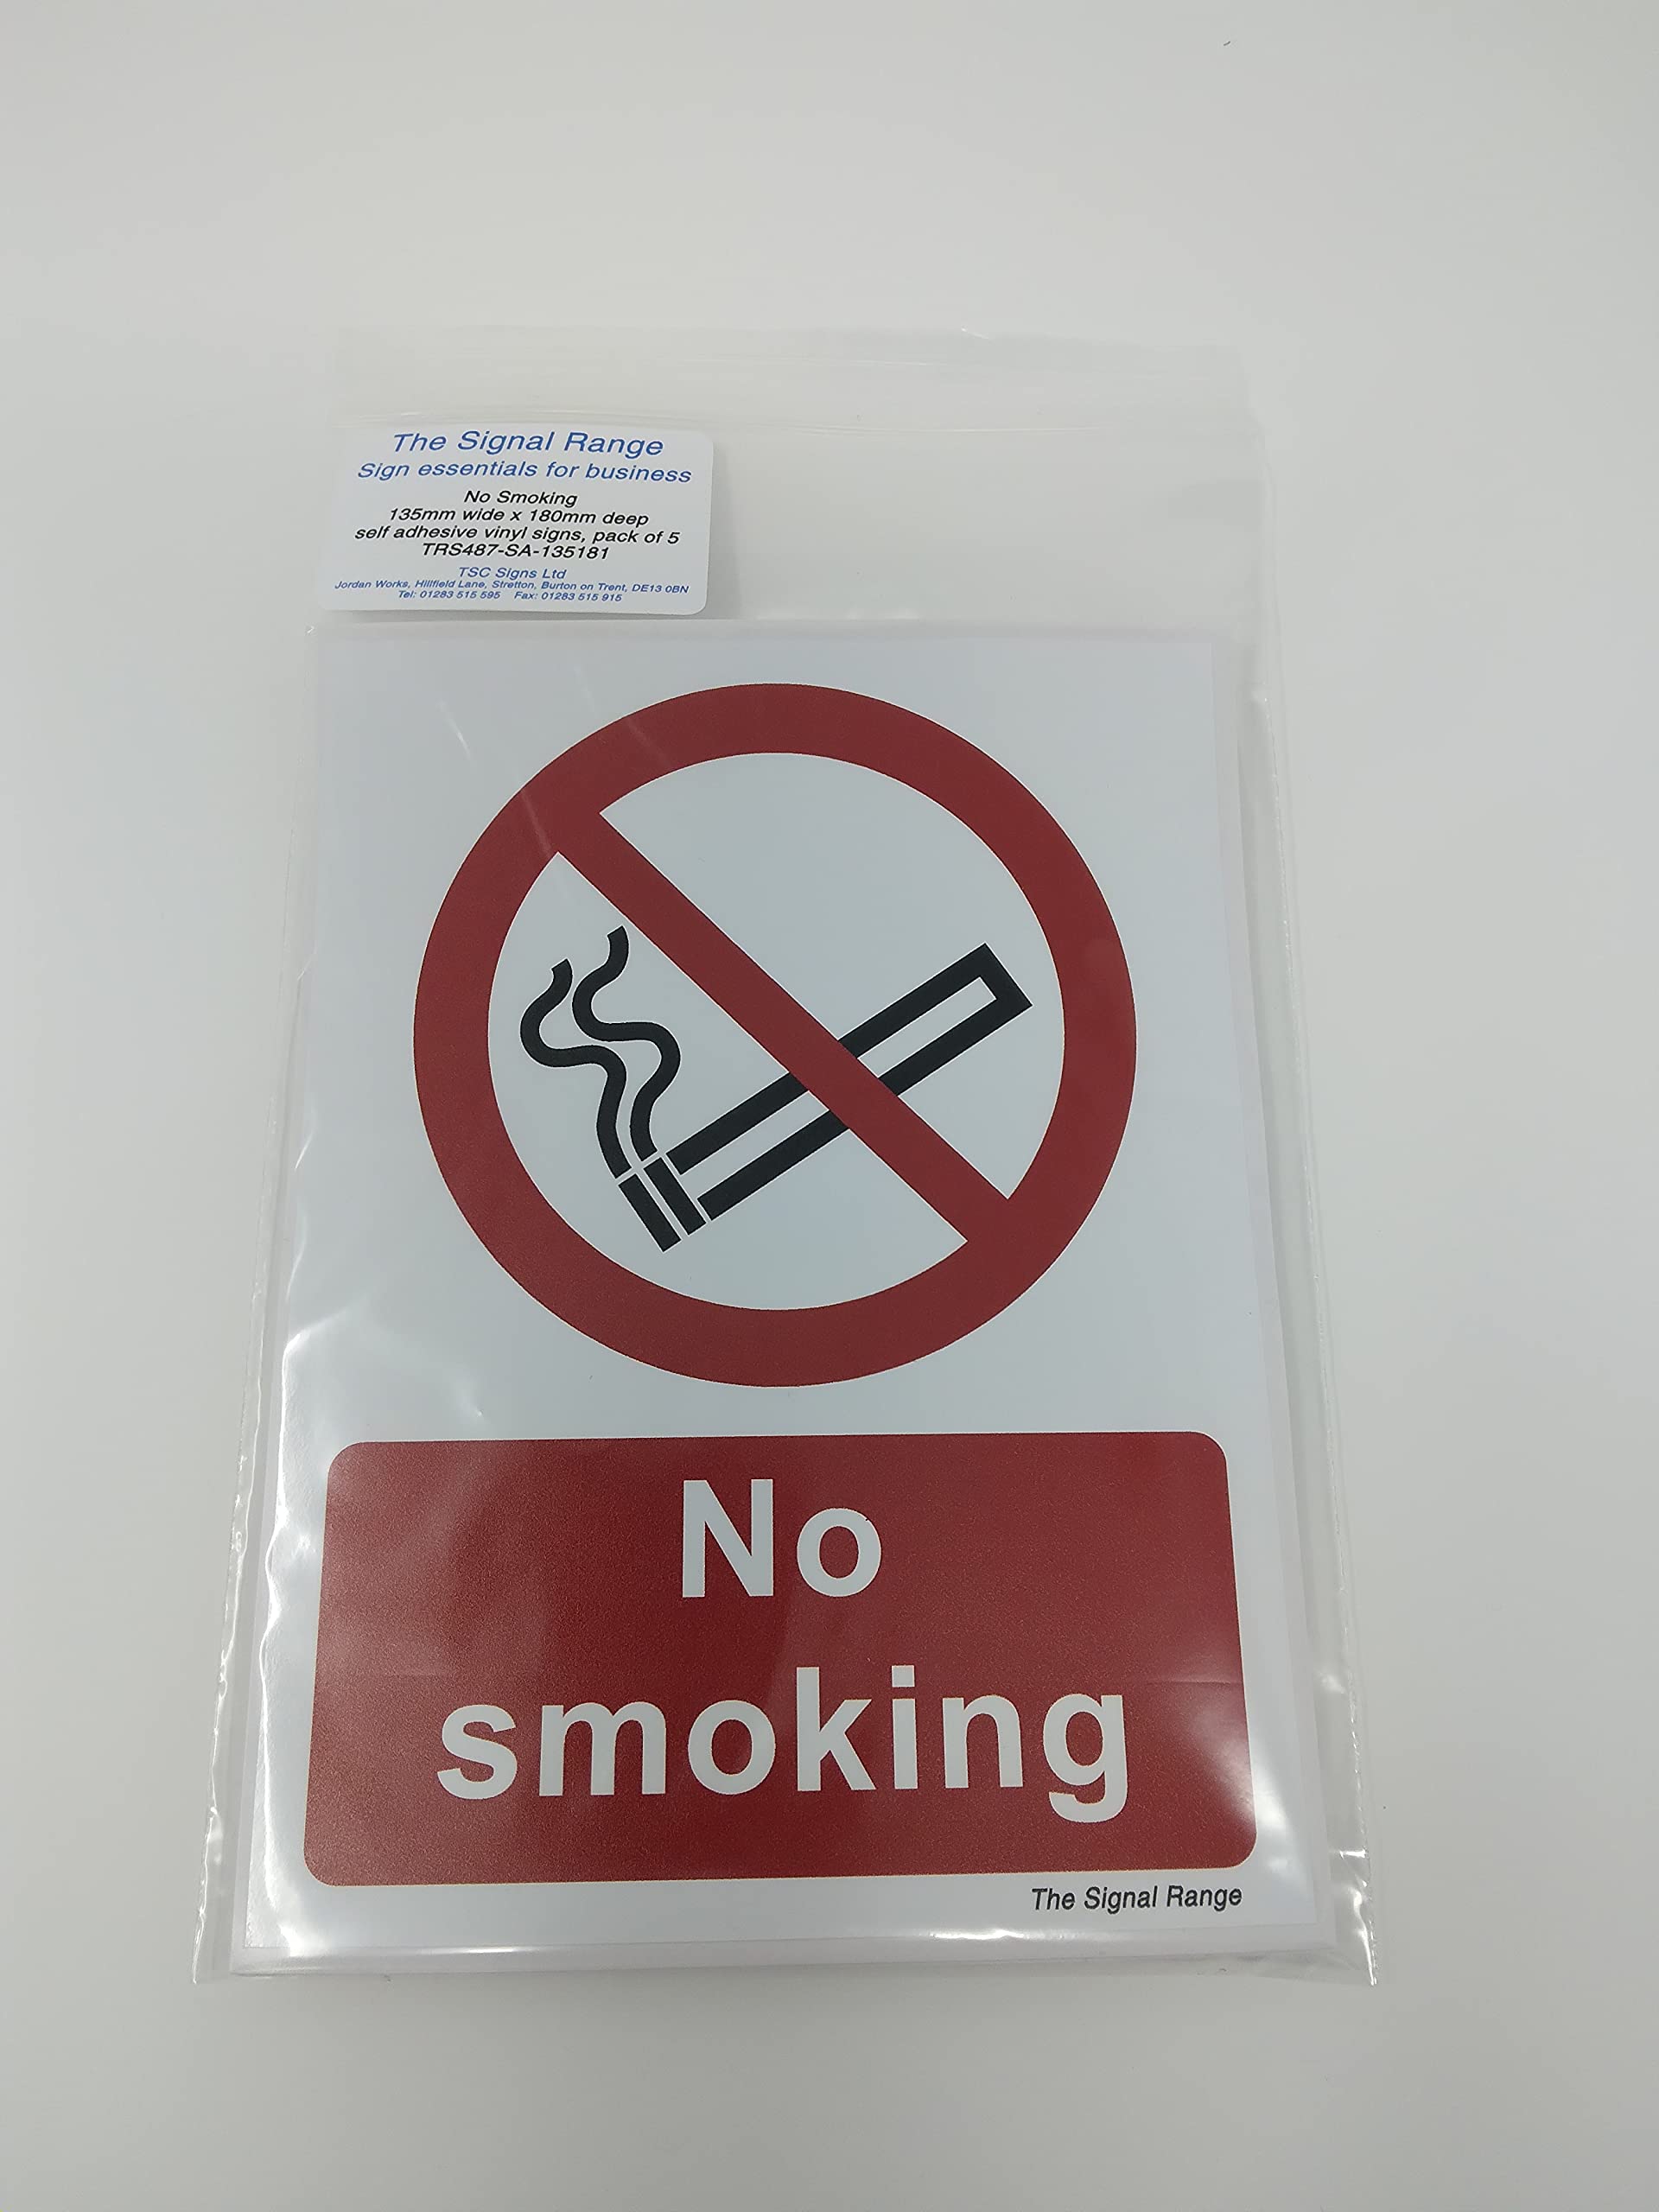 The Signal Range
Sign essentials for business
No Smoking
135mm wide x 180mm deep
self adhesive vinyl signs, pack of 5
TRS487-SA-135181
TSC Signs Ltd
Jordan Works, Hillfield Lane, Stretton, Burton on Trent, DE13 0BN
Tel: 01283 515 595 Fax: 01283 515 915
No
smoking
The Signal Range